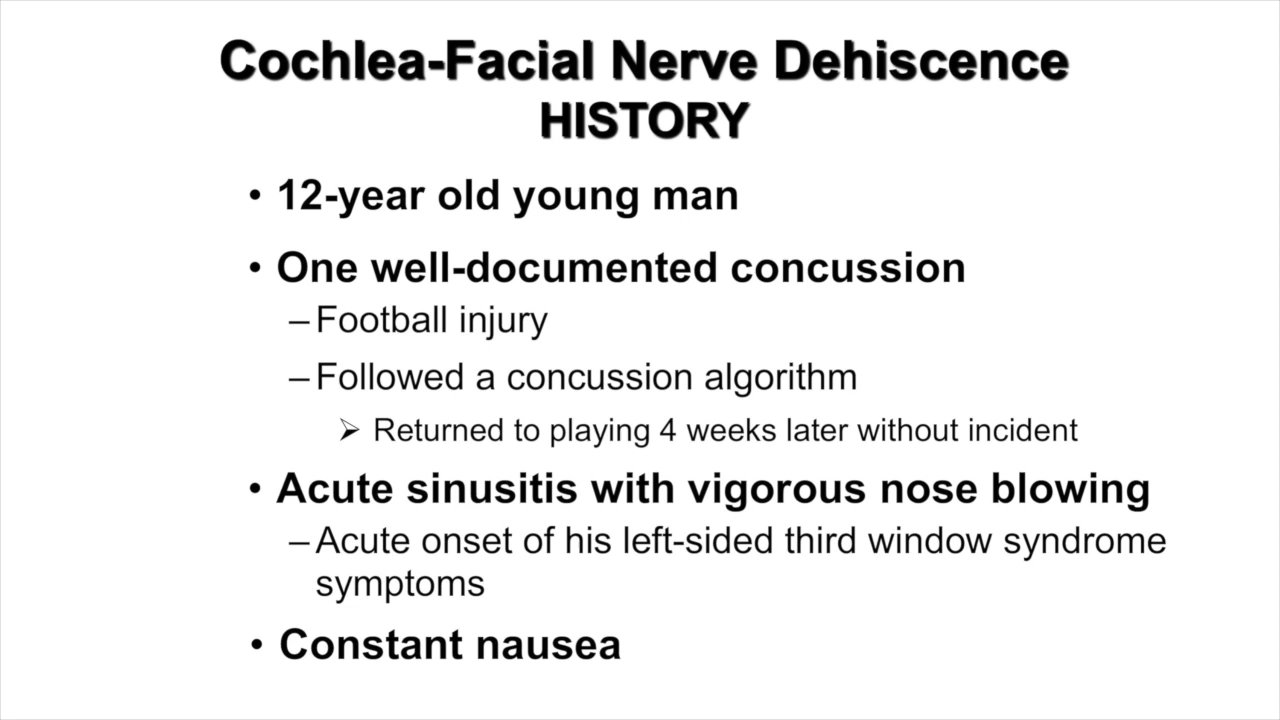 Cochlea-Facial Nerve Dehiscence
HISTORY
• 12-year old young man
• One well-documented concussion
– Football injury
– Followed a concussion algorithm
➢ Returned to playing 4 weeks later without incident
• Acute sinusitis with vigorous nose blowing
– Acute onset of his left-sided third window syndrome
symptoms
• Constant nausea